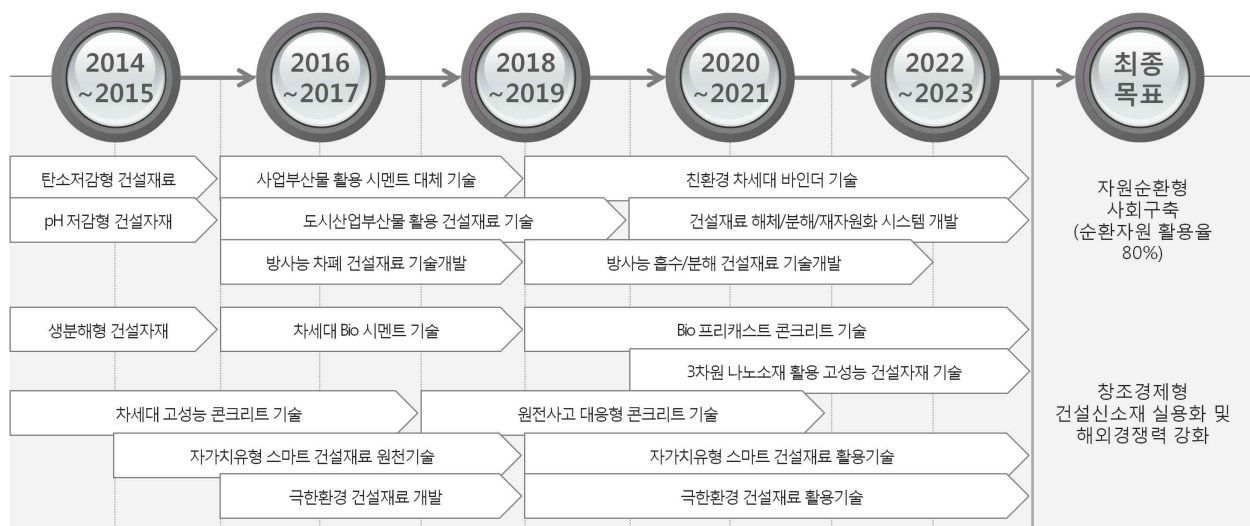 2014
~2015
2016
~2017
2018
~2019
2020
~2021
2022
~2023
최종
목표
탄소저감형 건설재료
사업부산물 활용 시멘트 대체 기술
친환경 차세대 바인더 기술
pH 저감형 건설자재
도시산업부산물 활용 건설재료 기술
건설재료 해체/분해/재자원화 시스템 개발
방사능 차폐 건설재료 기술개발
방사능 흡수/분해 건설재료 기술개발
자원순환형
사회구축
(순환자원 활용율
80%)
생분해형 건설자재
차세대 Bio 시멘트 기술
Bio 프리캐스트 콘크리트 기술
3차원 나노소재 활용 고성능 건설자재 기술
차세대 고성능 콘크리트 기술
원전사고 대응형 콘크리트 기술
자가치유형 스마트 건설재료 원천기술
자가치유형 스마트 건설재료 활용기술
극한환경 건설재료 개발
극한환경 건설재료 활용기술
창조경제형
건설신소재 실용화 및
해외경쟁력 강화